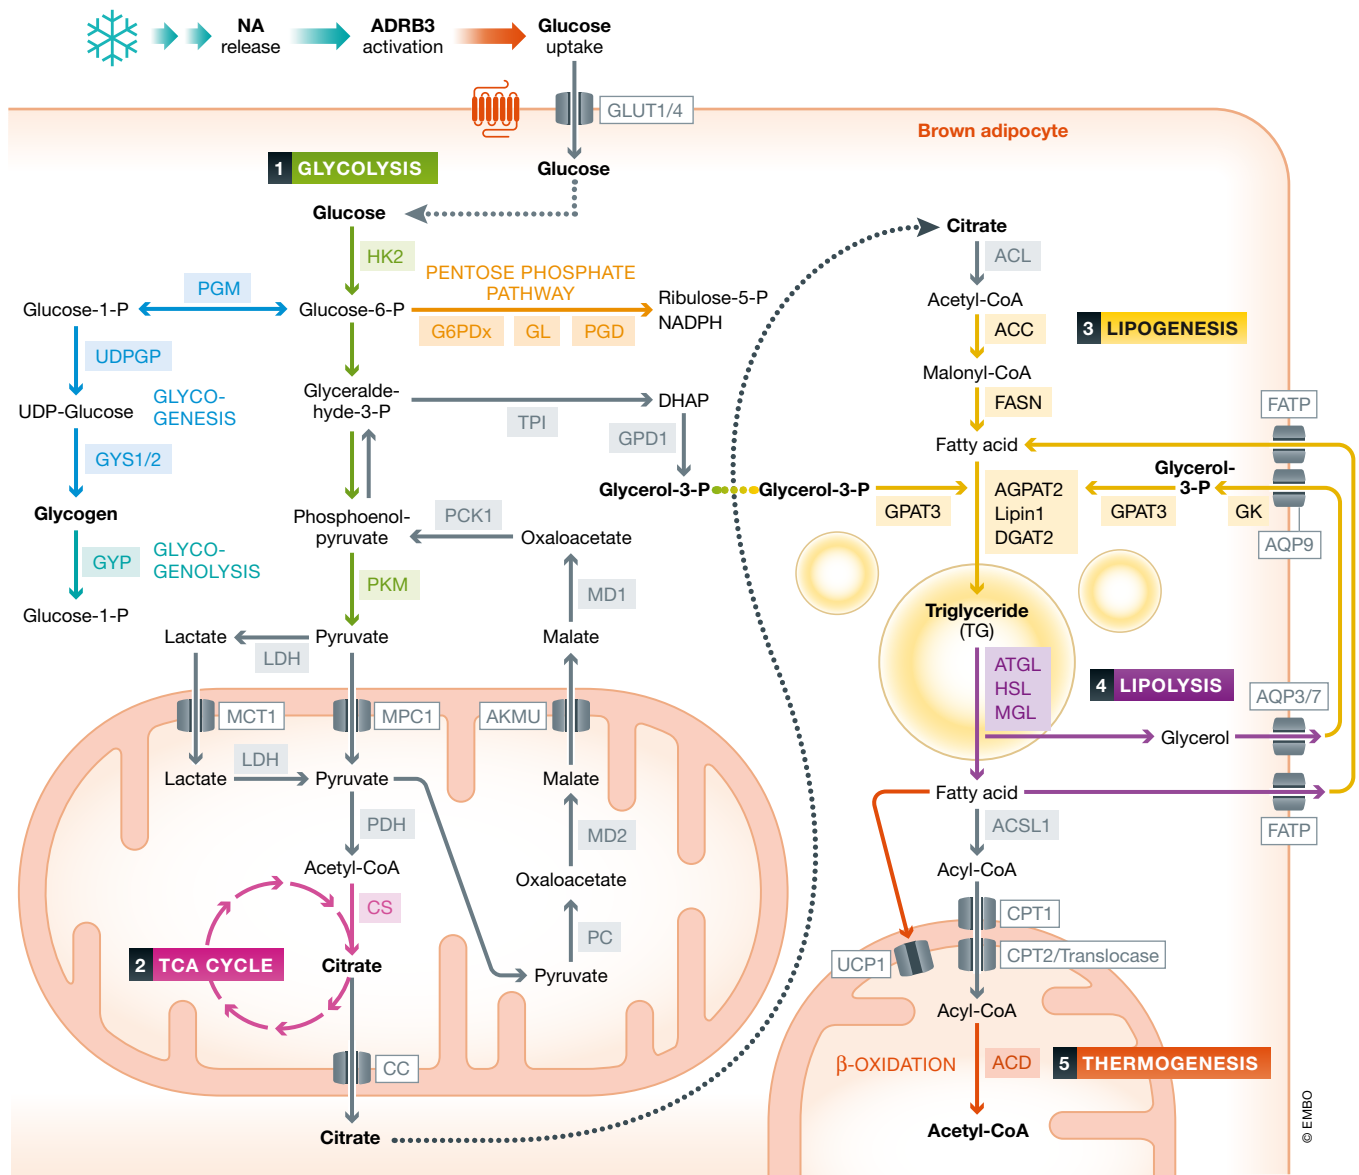 NA
release
ADRB3
activation
Glucose
uptake
GLUT1/4
Brown adipocyte
Glucose
1 GLYCOLYSIS
Glucose
HK2
PENTOSE PHOSPHATE
PATHWAY
PGM
Glucose-1-P
Glucose-6-P
Ribulose-5-P
NADPH
G6PDx
GL
PGD
UDPGP
Glyceralde-
hyde-3-P
DHAP
TPI
GPD1
UDP-Glucose
GLYCO-
GENESIS
GYS1/2
Glycerol-3-P
Glycogen
Phosphoenol-
pyruvate
PCK1
Oxaloacetate
GYP
GLYCO-
GENOLYSIS
PKM
MD1
Glucose-1-P
Lactate
Pyruvate
Malate
LDH
MCT1
MPC1
AKMU
LDH
Lactate
Pyruvate
Malate
PDH
MD2
Acetyl-CoA
Oxaloacetate
CS
PC
2 TCA CYCLE
Citrate
Pyruvate
CC
Citrate
Citrate
ACL
Acetyl-CoA
ACC
3 LIPOGENESIS
Malonyl-CoA
FASN
FATP
Fatty acid
Glycerol-3-P
GPAT3
AGPAT2
Lipin1
DGAT2
Glycerol-
3-P
GPAT3
GK
AQP9
Triglyceride
(TG)
ATGL
HSL
MGL
4 LIPOLYSIS
AQP3/7
Glycerol
Fatty acid
FATP
ACSL1
Acyl-CoA
CPT1
UCP1
CPT2/Translocase
Acyl-CoA
β-OXIDATION
ACD
5 THERMOGENESIS
Acetyl-CoA
© EMBO